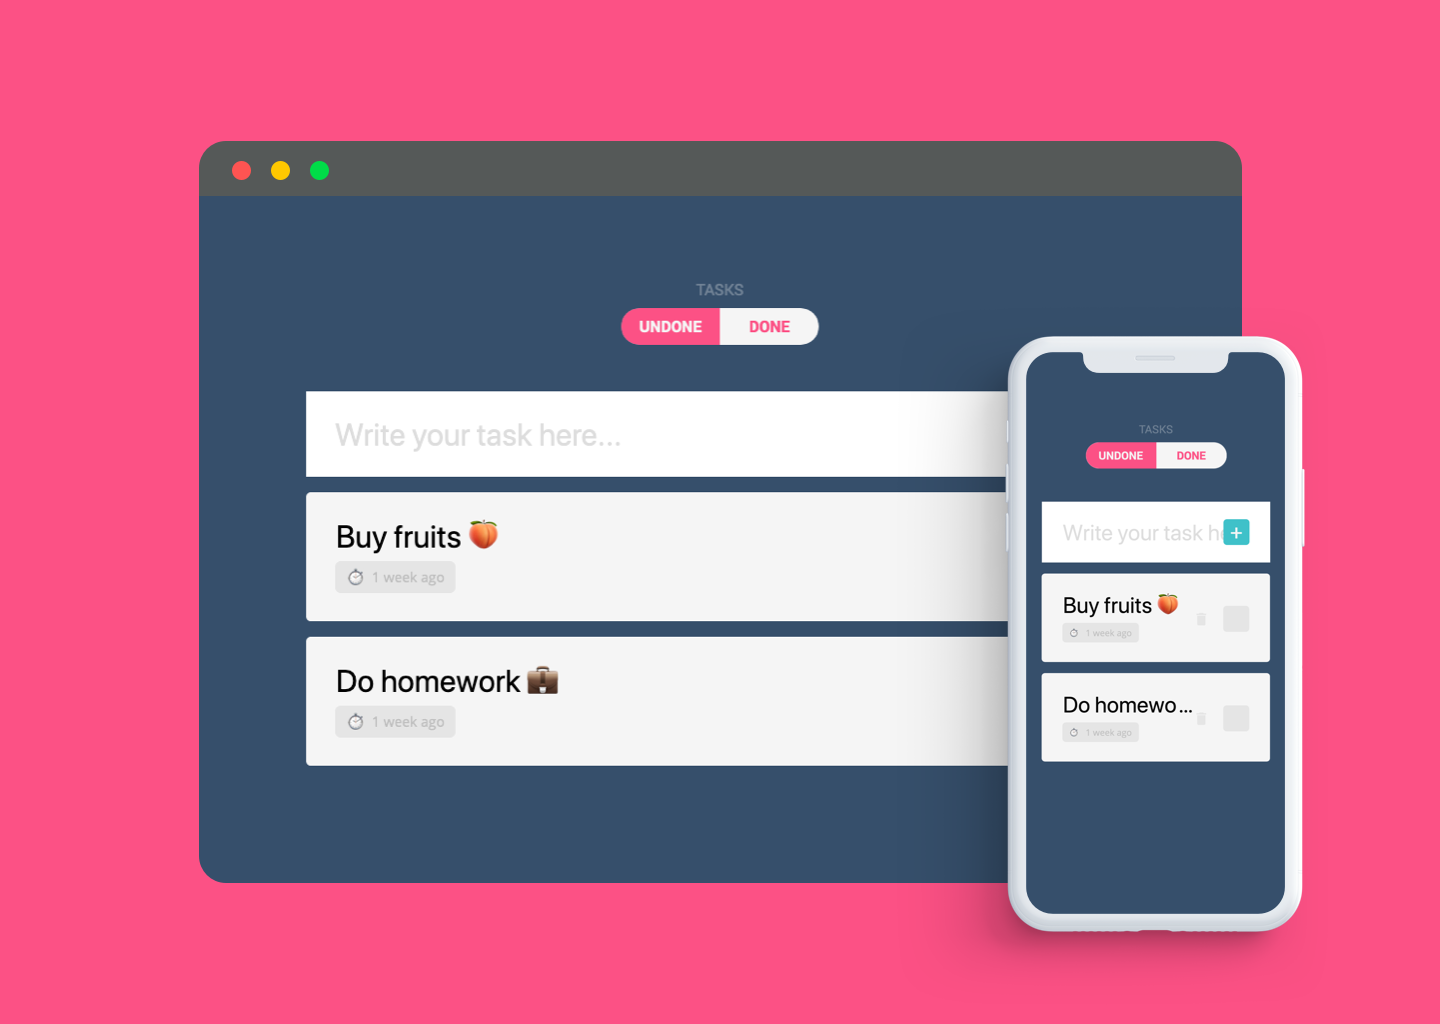 TASKS
UNDONE DONE
Write your task here...
Buy fruits 🍑
1 week ago
Do homework 💼
1 week ago
TASKS
UNDONE DONE
Write your task he
+
Buy fruits 🍑
1 week ago
Do homewo...
1 week ago